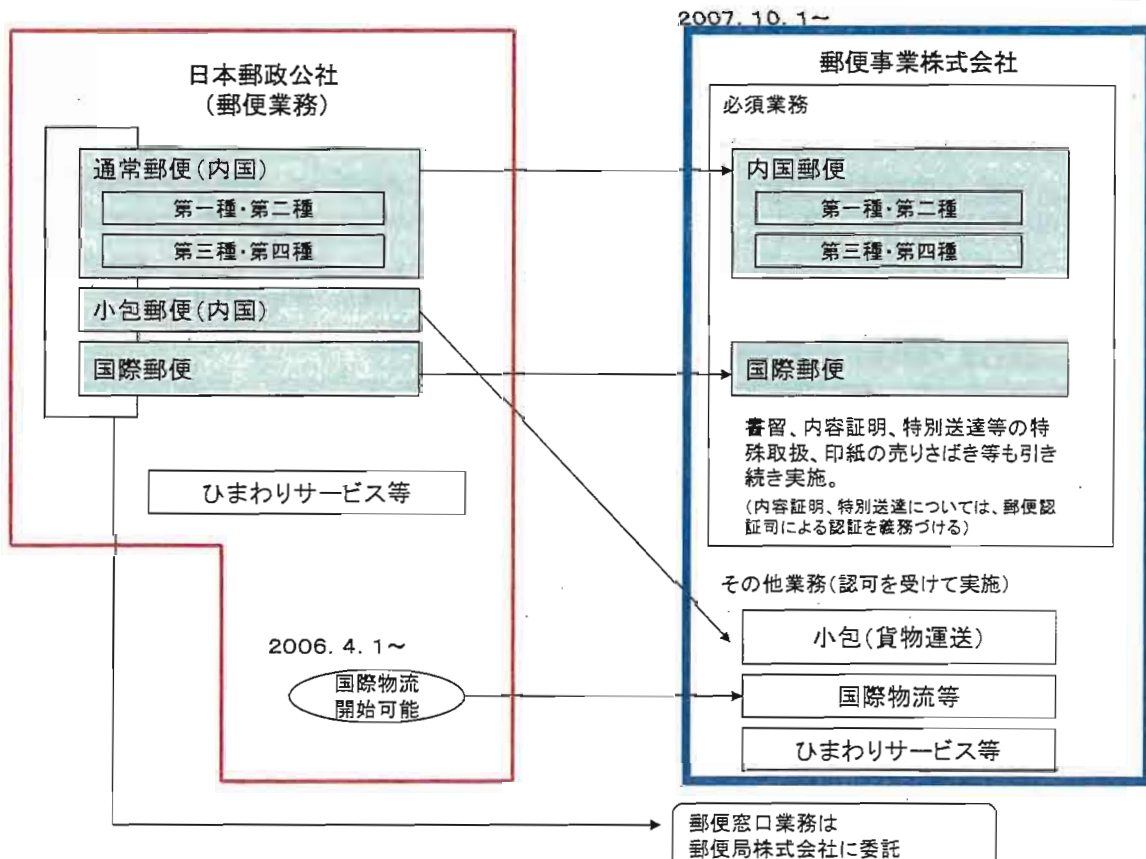 2007. 10. 1~
日本郵政公社
(郵便業務)
通常郵便(内国)
第一種・第二種
第三種・第四種
小包郵便(内国)
国際郵便
ひまわりサービス等
2006. 4. 1~
国際物流
開始可能
郵便事業株式会社
必須業務
内国郵便
第一種・第二種
第三種・第四種
国際郵便
書留、内容証明、特別送達等の特
殊取扱、印紙の売りさばき等も引き
続き実施。
(内容証明、特別送達については、郵便認
証司による認証を義務づける)
その他業務(認可を受けて実施)
小包(貨物運送)
国際物流等
ひまわりサービス等
郵便窓口業務は
郵便局株式会社に委託